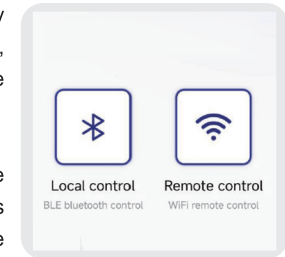 y
,
e
Local control
Remote control
BLE bluetooth control
WiFi remote control
e
s
e